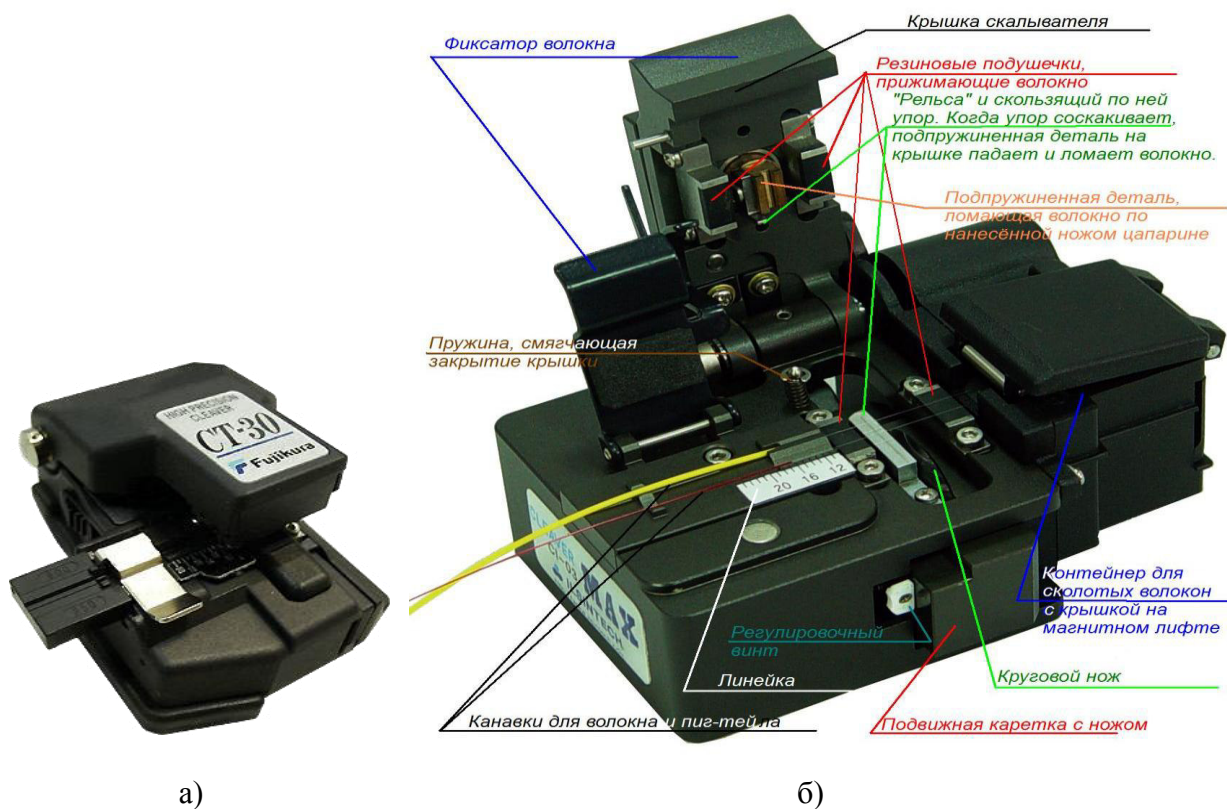 Крышка скалывателя
Фиксатор волокна
Резиновые подушечки,
прижимающие волокно
"Рельса" и скользящий по ней
упор. Когда упор соскакивает,
подпружиненная деталь на
крышке падает и ломает волокно.
Подпружиненная деталь,
ломающая волокно по
нанесённой ножом цапарине
Пружина, смягчающая
закрытие крышки
HIGH PRECISION
CLEAVER
CT-30
Fujikura
20 16 12
CLEAVER
MAX
Контейнер для
сколотых волокон
с крышкой на
магнитном лифте
Регулировочный
винт
Линейка
Круговой нож
Канавки для волокна и пиг-тейла
Подвижная каретка с ножом
а)
б)